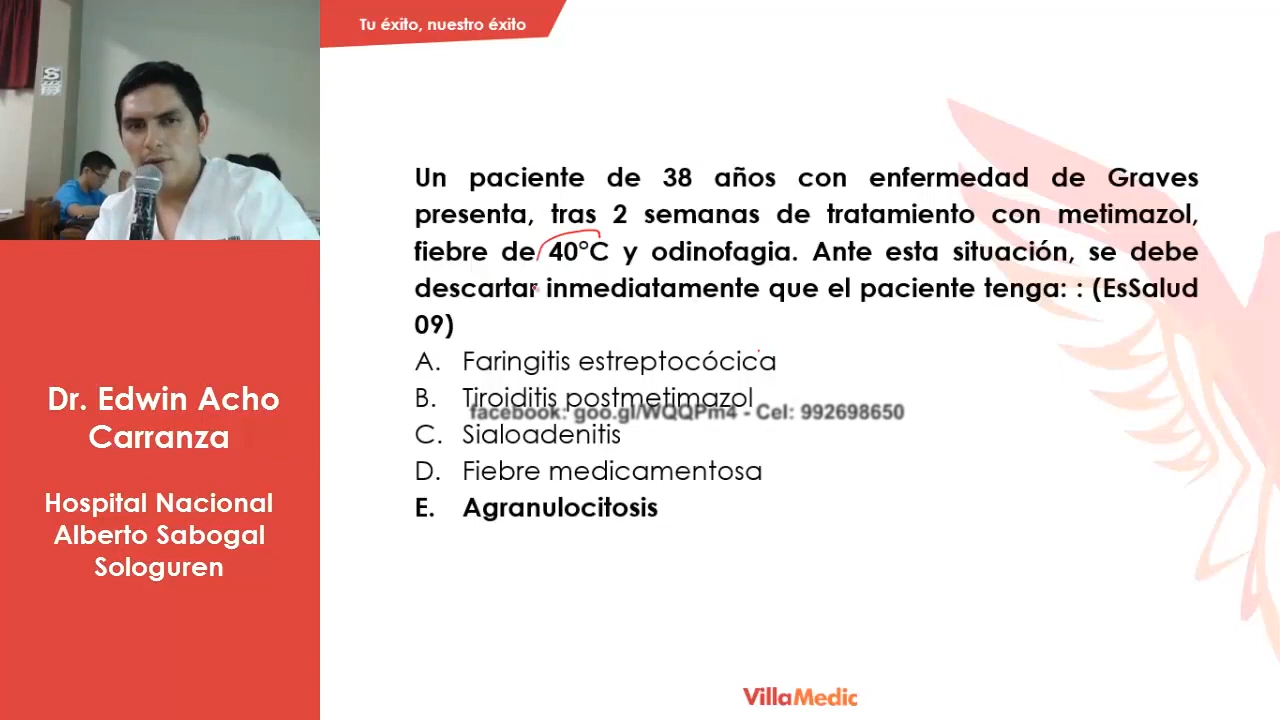 Tu éxito, nuestro éxito
Un paciente de 38 años con enfermedad de Graves
presenta, tras 2 semanas de tratamiento con metimazol,
fiebre de 40°C y odinofagia. Ante esta situación, se debe
descartar inmediatamente que el paciente tenga: : (EsSalud
09)
A. Faringitis estreptocócica
B. Tiroiditis postmetimazol
facebook: goo.gl/WQQPm4 - Cel: 992698650
C. Sialoadenitis
D. Fiebre medicamentosa
E. Agranulocitosis
Dr. Edwin Acho
Carranza
Hospital Nacional
Alberto Sabogal
Sologuren
VillaMedic